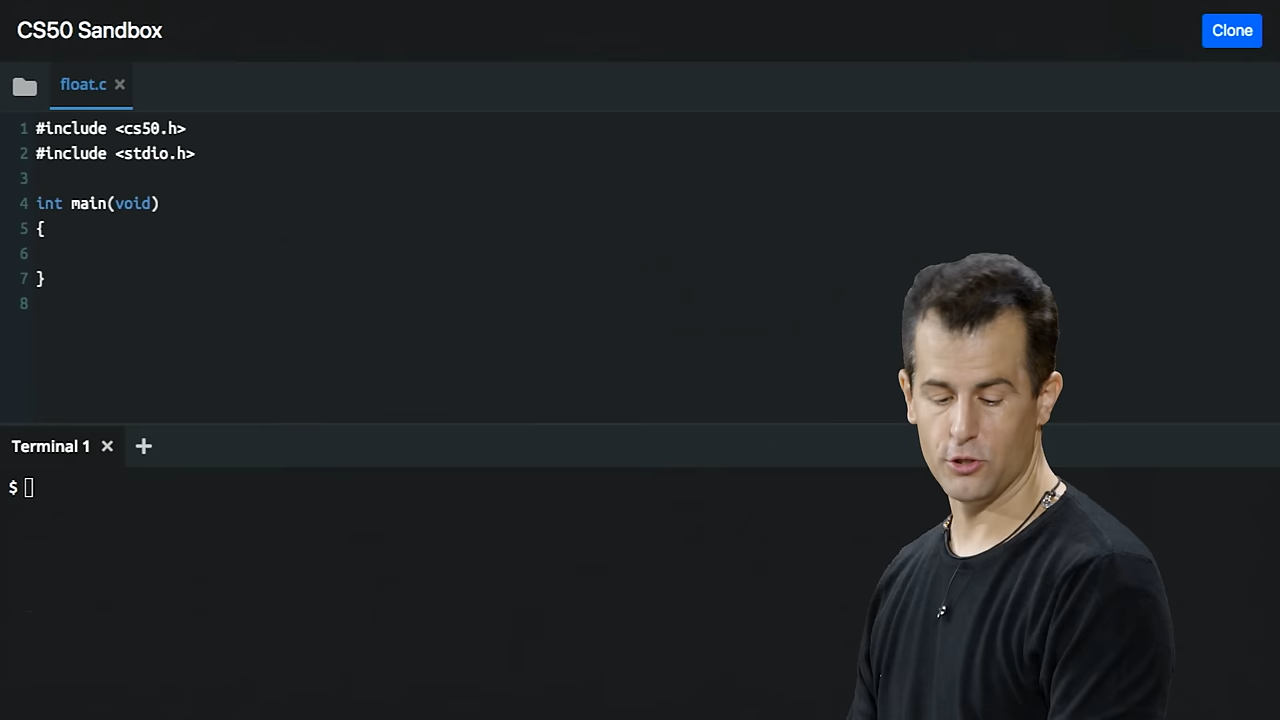 CS50 Sandbox
Clone
float.c ×
1 #include <cs50.h>
2 #include <stdio.h>
3
4 int main(void)
5 {
6
7 }
8
Terminal 1 × +
$